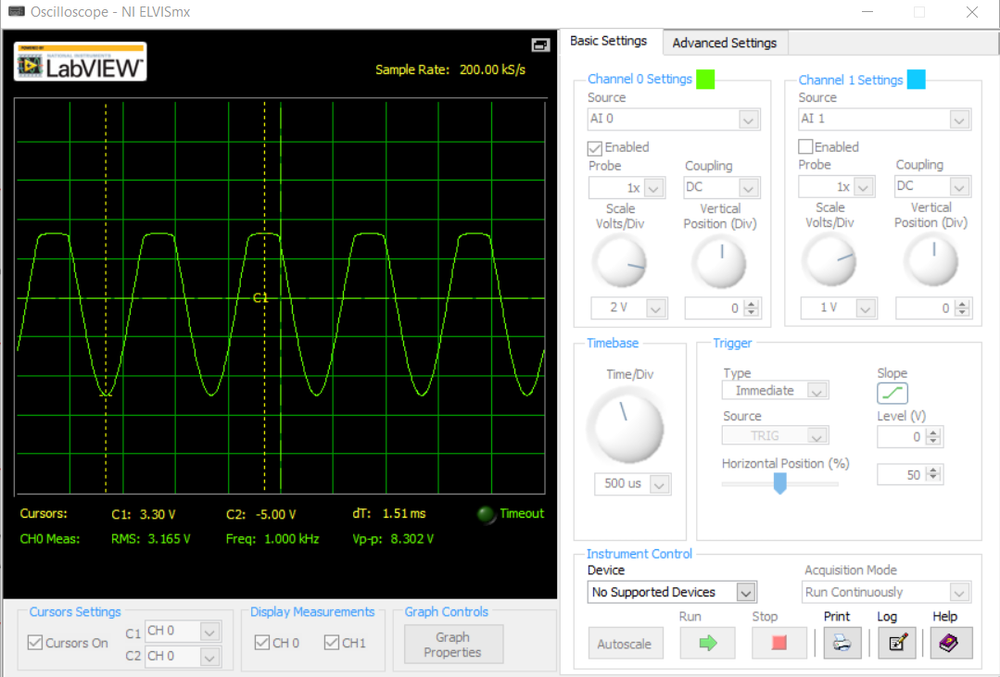 Oscilloscope - NI ELVISmx
POWERED BY
NATIONAL INSTRUMENTS
LabVIEW™
Sample Rate: 200.00 kS/s
C1
Cursors: C1: 3.30 V C2: -5.00 V dT: 1.51 ms Timeout
CH0 Meas: RMS: 3.165 V Freq: 1.000 kHz Vp-p: 8.302 V
Cursors Settings
Cursors On
C1 CH 0
C2 CH 0
Display Measurements
CH 0 CH1
Graph Controls
Graph
Properties
Basic Settings Advanced Settings
Channel 0 Settings
Source
AI 0
Enabled
Probe Coupling
1x DC
Scale Vertical
Volts/Div Position (Div)
2 V 0
Channel 1 Settings
Source
AI 1
Enabled
Probe Coupling
1x DC
Scale Vertical
Volts/Div Position (Div)
1 V 0
Timebase
Time/Div
500 us
Trigger
Type Slope
Immediate
Source Level (V)
TRIG 0
Horizontal Position (%)
50
Instrument Control
Device Acquisition Mode
No Supported Devices Run Continuously
Run Stop Print Log Help
Autoscale